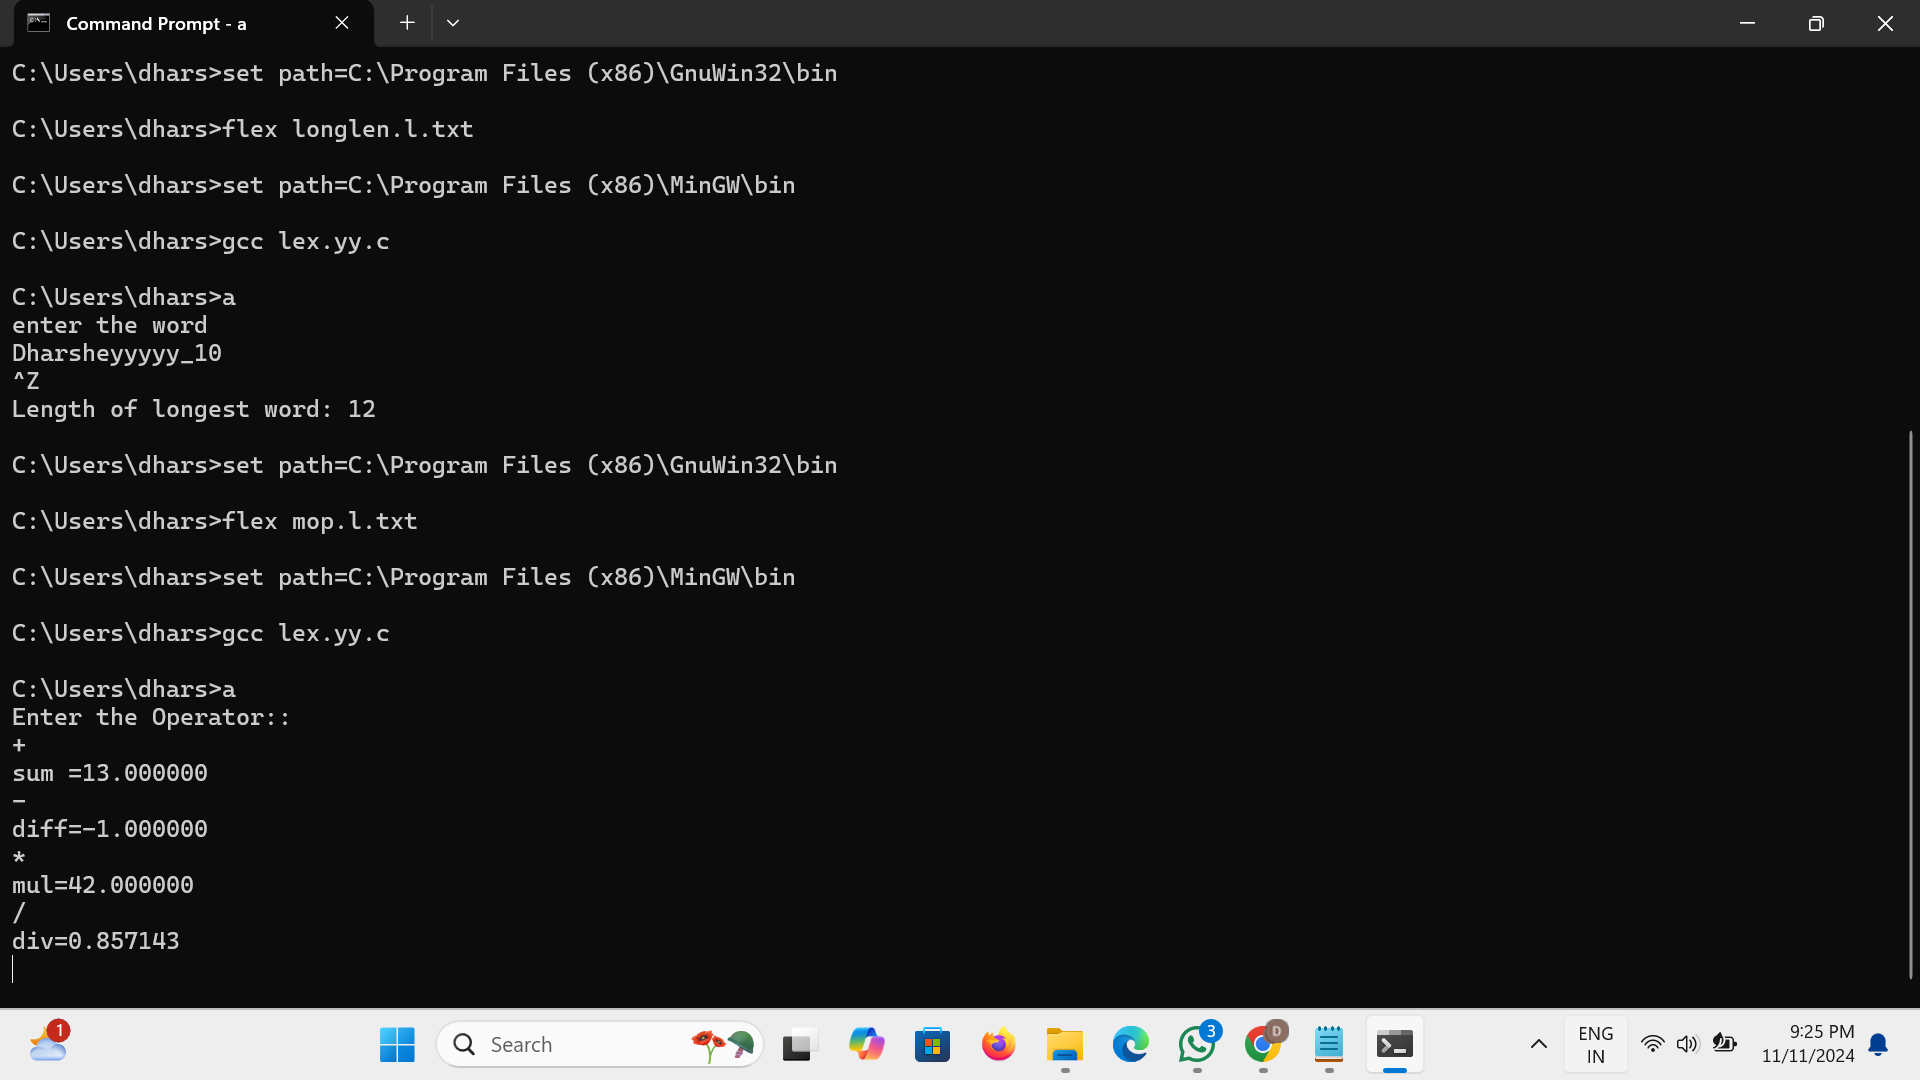 Command Prompt - a
C:\Users\dhars>set path=C:\Program Files (x86)\GnuWin32\bin
C:\Users\dhars>flex longlen.l.txt
C:\Users\dhars>set path=C:\Program Files (x86)\MinGW\bin
C:\Users\dhars>gcc lex.yy.c
C:\Users\dhars>a
enter the word
Dharsheyyyyy_10
^Z
Length of longest word: 12
C:\Users\dhars>set path=C:\Program Files (x86)\GnuWin32\bin
C:\Users\dhars>flex mop.l.txt
C:\Users\dhars>set path=C:\Program Files (x86)\MinGW\bin
C:\Users\dhars>gcc lex.yy.c
C:\Users\dhars>a
Enter the Operator::
+
sum =13.000000
-
diff=-1.000000
*
mul=42.000000
/
div=0.857143
1
Search
3
D
ENG
IN
9:25 PM
11/11/2024